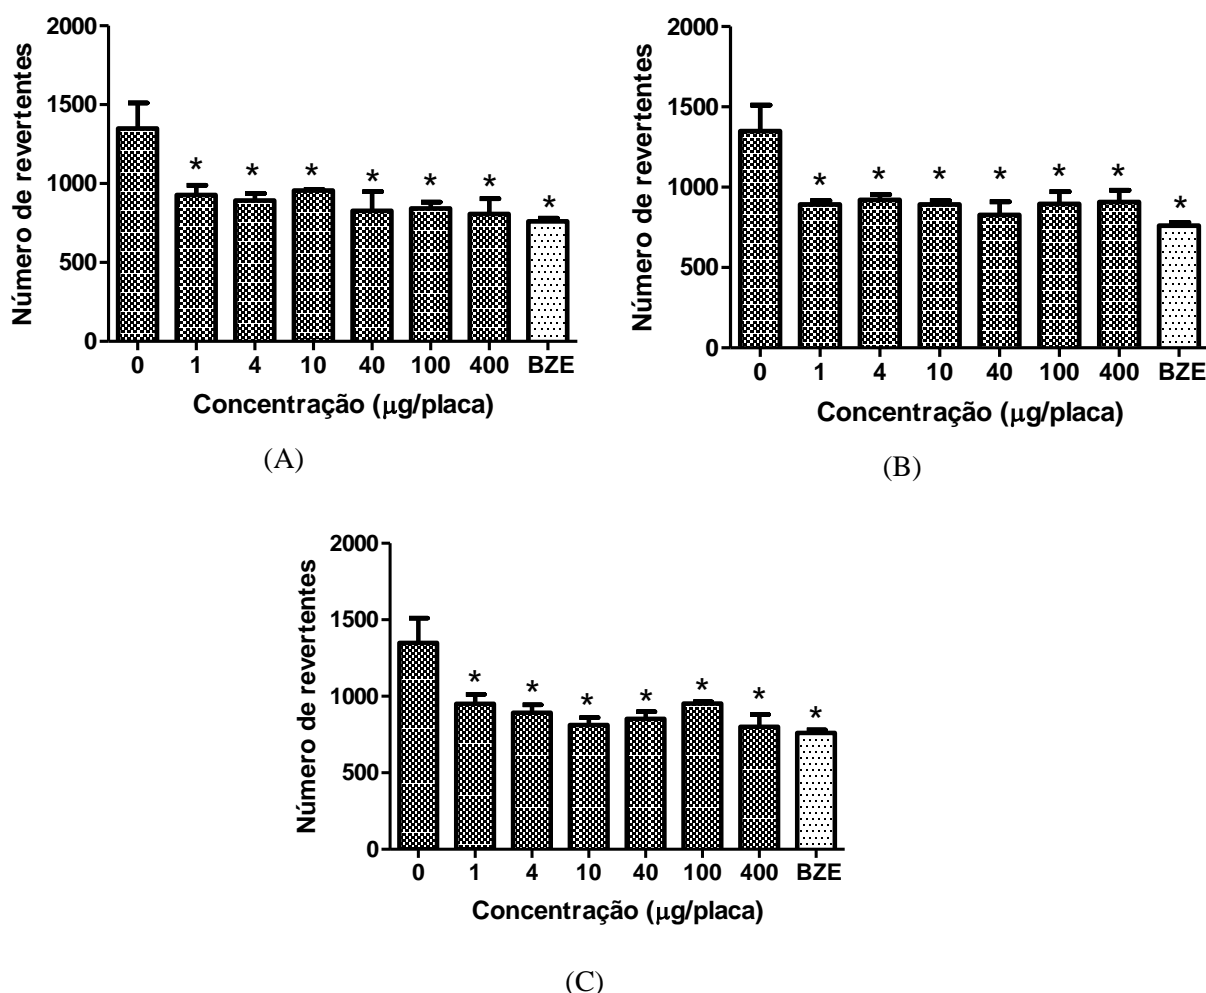 2000
1500
1000
500
0
Número de revertentes
* * * * * * *
0 1 4 10 40 100 400 BZE
Concentração (μg/placa)
(A)
2000
1500
1000
500
0
Número de revertentes
* * * * * * *
0 1 4 10 40 100 400 BZE
Concentração (μg/placa)
(B)
2000
1500
1000
500
0
Número de revertentes
* * * * * * *
0 1 4 10 40 100 400 BZE
Concentração (μg/placa)
(C)